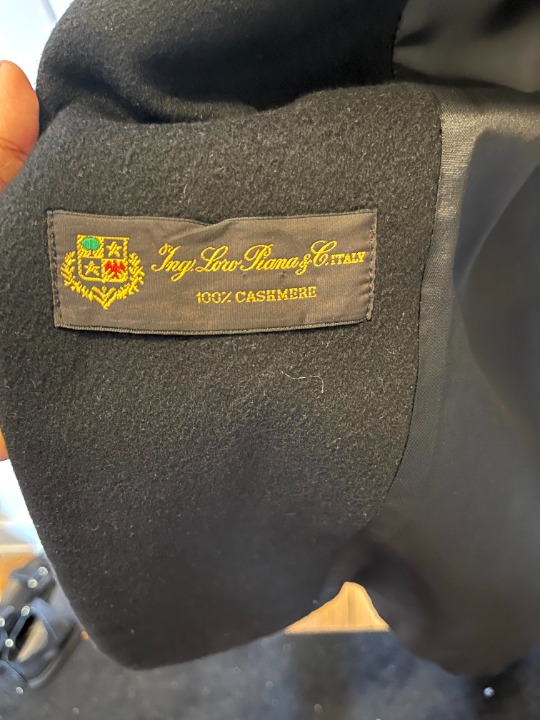 Ing. Loro Piana & C. ITALY
100% CASHMERE